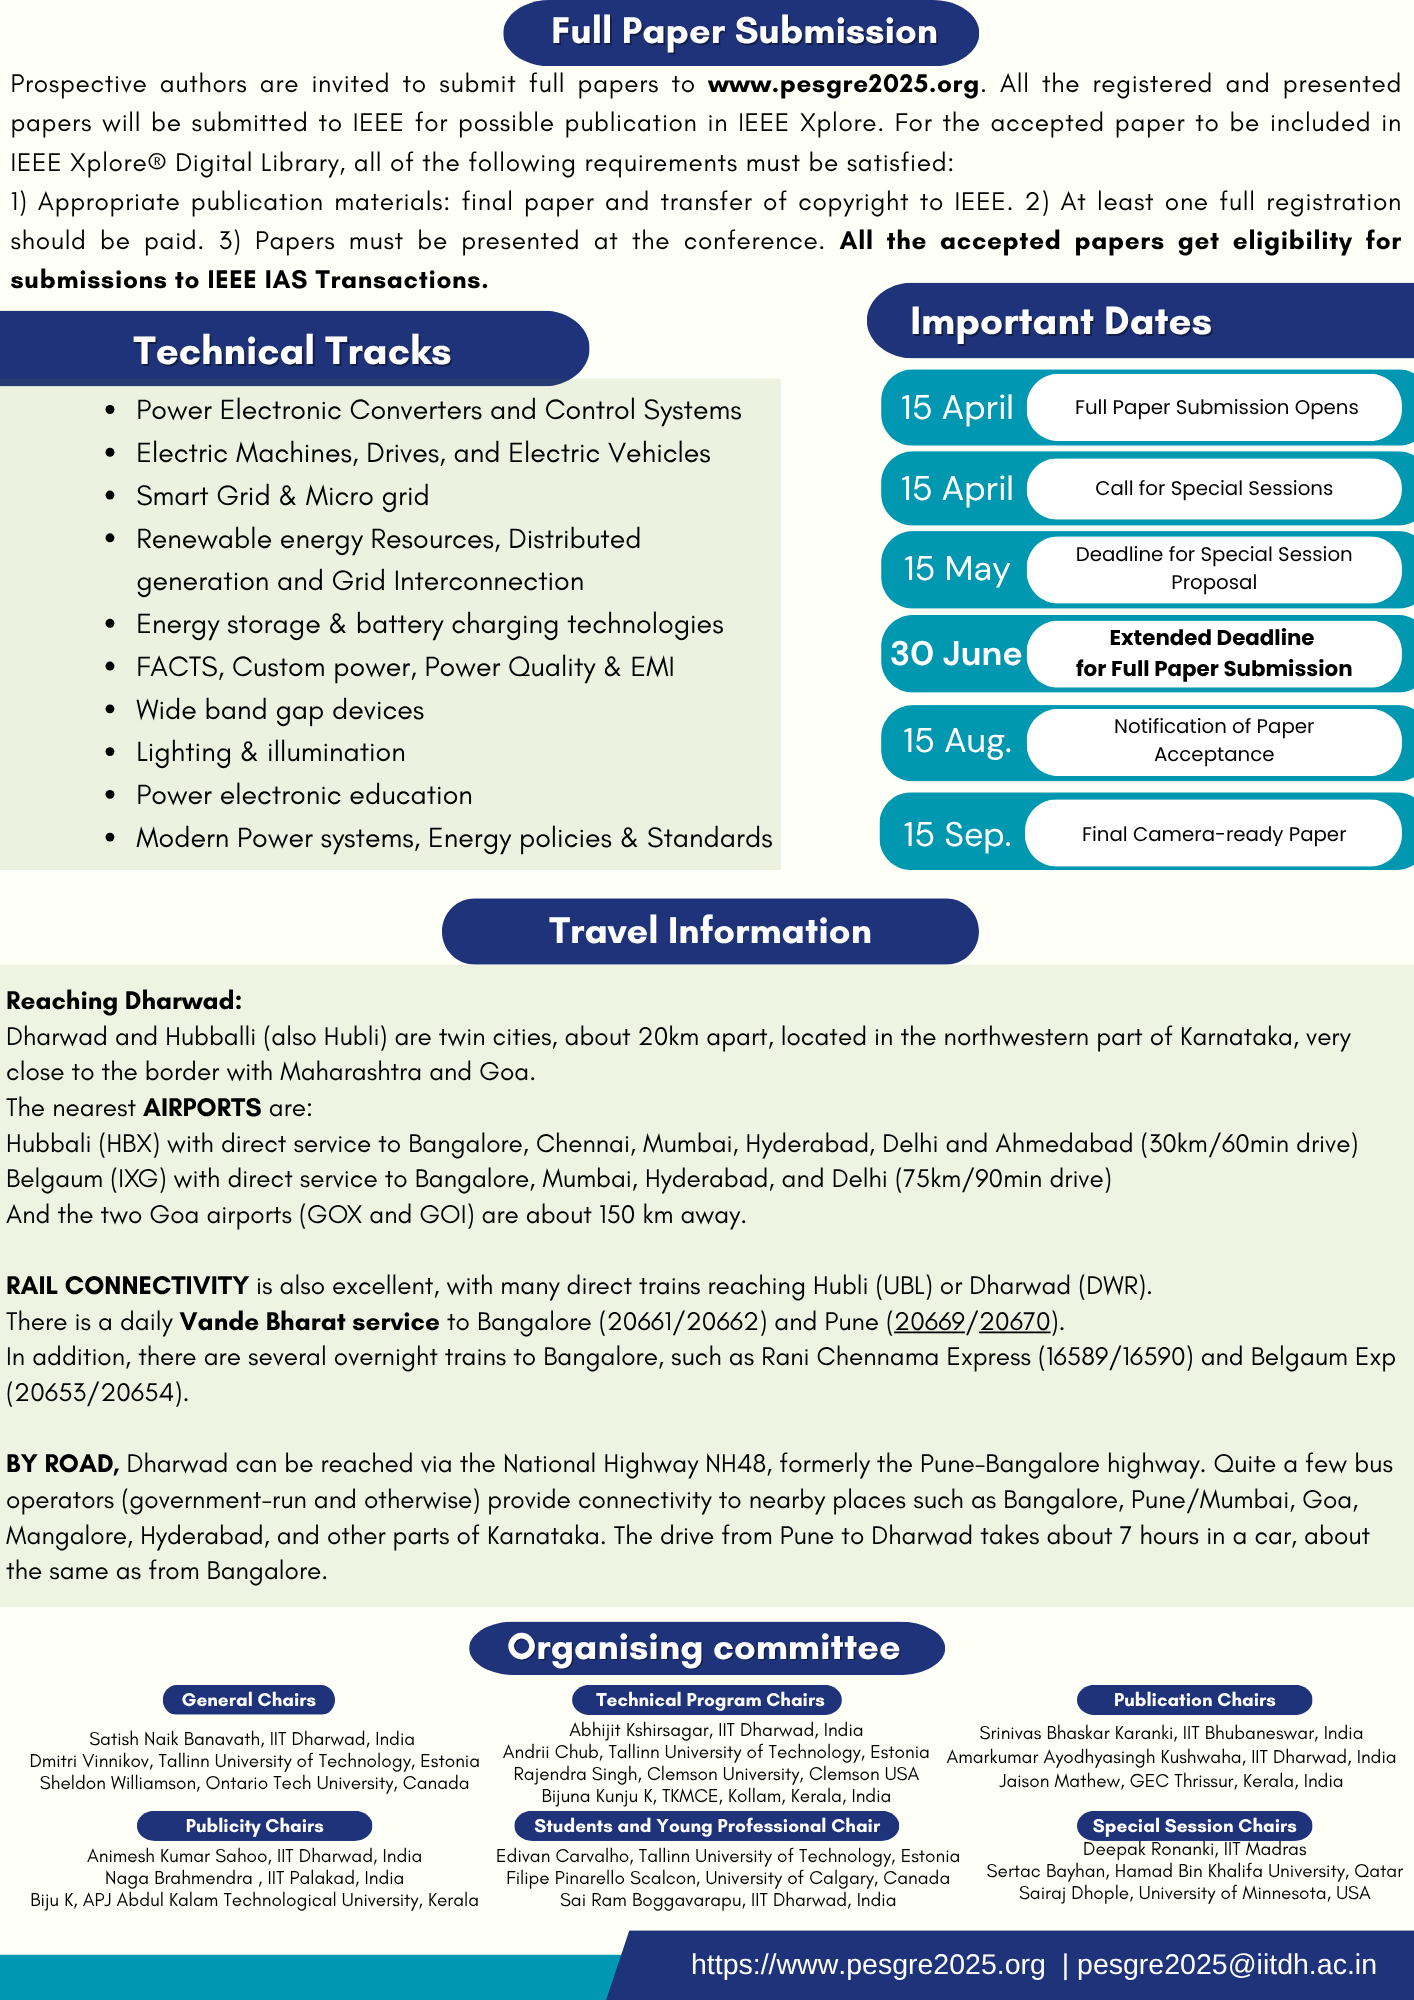 Full Paper Submission
Prospective authors are invited to submit full papers to www.pesgre2025.org. All the registered and presented
papers will be submitted to IEEE for possible publication in IEEE Xplore. For the accepted paper to be included in
IEEE Xplore® Digital Library, all of the following requirements must be satisfied:
1) Appropriate publication materials: final paper and transfer of copyright to IEEE. 2) At least one full registration
should be paid. 3) Papers must be presented at the conference. All the accepted papers get eligibility for
submissions to IEEE IAS Transactions.
Technical Tracks
• Power Electronic Converters and Control Systems
• Electric Machines, Drives, and Electric Vehicles
• Smart Grid & Micro grid
• Renewable energy Resources, Distributed
generation and Grid Interconnection
• Energy storage & battery charging technologies
• FACTS, Custom power, Power Quality & EMI
• Wide band gap devices
• Lighting & illumination
• Power electronic education
• Modern Power systems, Energy policies & Standards
Important Dates
15 April Full Paper Submission Opens
15 April Call for Special Sessions
15 May Deadline for Special Session
Proposal
30 June Extended Deadline
for Full Paper Submission
15 Aug. Notification of Paper
Acceptance
15 Sep. Final Camera-ready Paper
Travel Information
Reaching Dharwad:
Dharwad and Hubballi (also Hubli) are twin cities, about 20km apart, located in the northwestern part of Karnataka, very
close to the border with Maharashtra and Goa.
The nearest AIRPORTS are:
Hubbali (HBX) with direct service to Bangalore, Chennai, Mumbai, Hyderabad, Delhi and Ahmedabad (30km/60min drive)
Belgaum (IXG) with direct service to Bangalore, Mumbai, Hyderabad, and Delhi (75km/90min drive)
And the two Goa airports (GOX and GOI) are about 150 km away.
RAIL CONNECTIVITY is also excellent, with many direct trains reaching Hubli (UBL) or Dharwad (DWR).
There is a daily Vande Bharat service to Bangalore (20661/20662) and Pune (20669/20670).
In addition, there are several overnight trains to Bangalore, such as Rani Chennama Express (16589/16590) and Belgaum Exp
(20653/20654).
BY ROAD, Dharwad can be reached via the National Highway NH48, formerly the Pune-Bangalore highway. Quite a few bus
operators (government-run and otherwise) provide connectivity to nearby places such as Bangalore, Pune/Mumbai, Goa,
Mangalore, Hyderabad, and other parts of Karnataka. The drive from Pune to Dharwad takes about 7 hours in a car, about
the same as from Bangalore.
Organising committee
General Chairs
Satish Naik Banavath, IIT Dharwad, India
Dmitri Vinnikov, Tallinn University of Technology, Estonia
Sheldon Williamson, Ontario Tech University, Canada
Technical Program Chairs
Abhijit Kshirsagar, IIT Dharwad, India
Andrii Chub, Tallinn University of Technology, Estonia
Rajendra Singh, Clemson University, Clemson USA
Bijuna Kunju K, TKMCE, Kollam, Kerala, India
Publication Chairs
Srinivas Bhaskar Karanki, IIT Bhubaneswar, India
Amarkumar Ayodhyasingh Kushwaha, IIT Dharwad, India
Jaison Mathew, GEC Thrissur, Kerala, India
Publicity Chairs
Animesh Kumar Sahoo, IIT Dharwad, India
Naga Brahmendra , IIT Palakad, India
Biju K, APJ Abdul Kalam Technological University, Kerala
Students and Young Professional Chair
Edivan Carvalho, Tallinn University of Technology, Estonia
Filipe Pinarello Scalcon, University of Calgary, Canada
Sai Ram Boggavarapu, IIT Dharwad, India
Special Session Chairs
Deepak Ronanki, IIT Madras
Sertac Bayhan, Hamad Bin Khalifa University, Qatar
Sairaj Dhople, University of Minnesota, USA
https://www.pesgre2025.org | pesgre2025@iitdh.ac.in